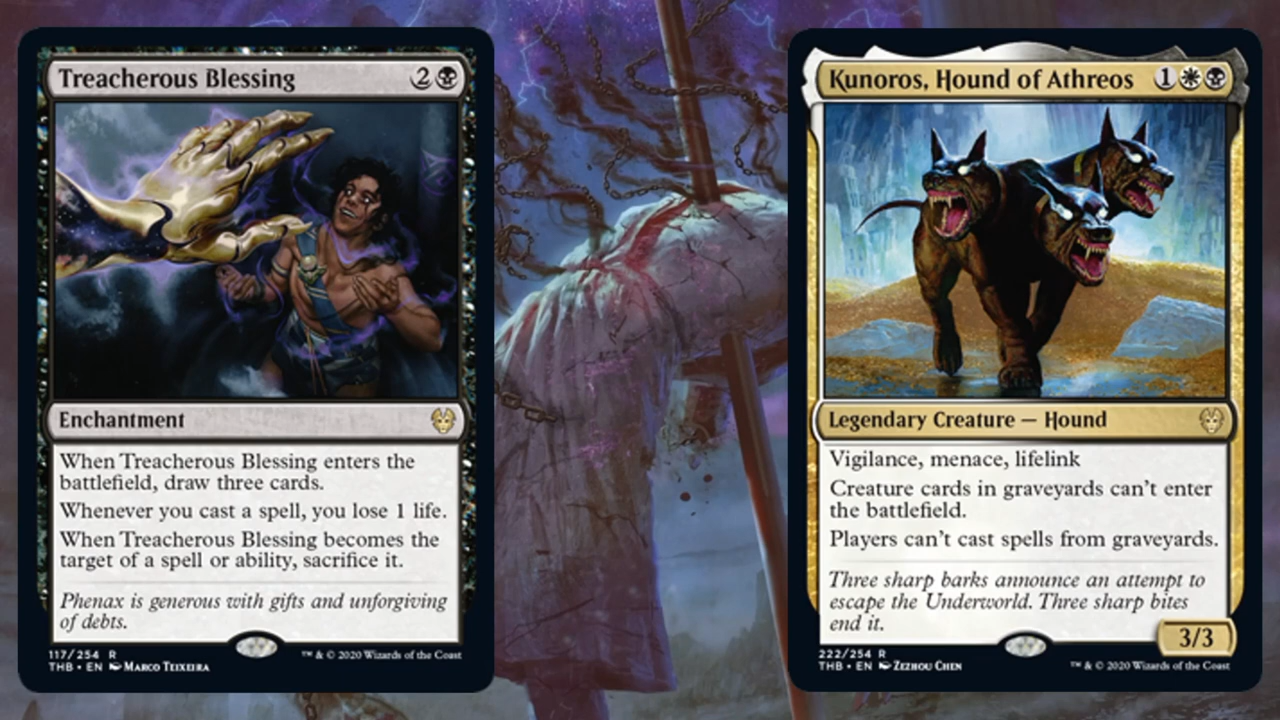 Treacherous Blessing 2
Enchantment
When Treacherous Blessing enters the
battlefield, draw three cards.
Whenever you cast a spell, you lose 1 life.
When Treacherous Blessing becomes the
target of a spell or ability, sacrifice it.
Phenax is generous with gifts and unforgiving
of debts.
117/254 R
THB • EN MARCO TEIXEIRA
™ & © 2020 Wizards of the Coast
Kunoros, Hound of Athreos 1
Legendary Creature — Hound
Vigilance, menace, lifelink
Creature cards in graveyards can't enter
the battlefield.
Players can't cast spells from graveyards.
Three sharp barks announce an attempt to
escape the Underworld. Three sharp bites
end it.
3/3
222/254 R
THB • EN ZEZHOU CHEN
™ & © 2020 Wizards of the Coast